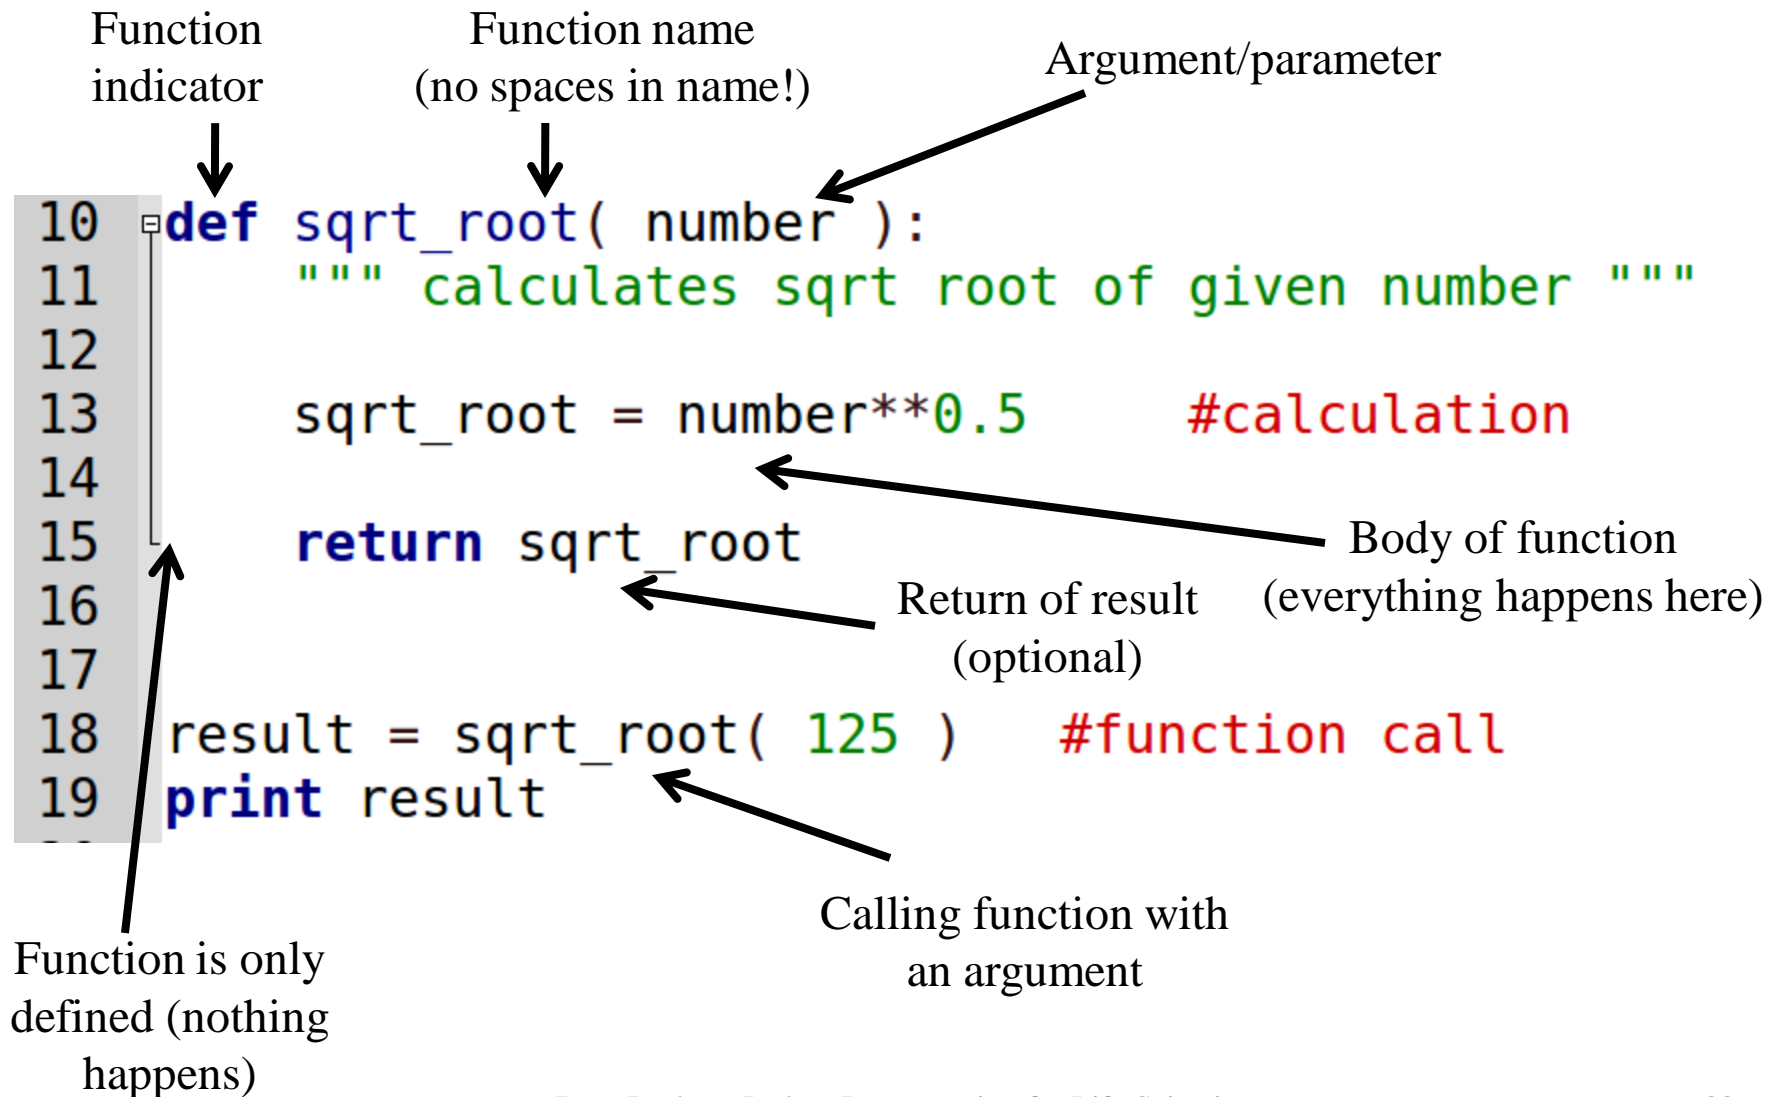 Function
indicator
Function name
(no spaces in name!)
Argument/parameter
10 def sqrt_root( number ):
11 """ calculates sqrt root of given number """
12
13 sqrt_root = number**0.5 #calculation
14
15 return sqrt_root
16
17
18 result = sqrt_root( 125 ) #function call
19 print result
Body of function
(everything happens here)
Return of result
(optional)
Calling function with
an argument
Function is only
defined (nothing
happens)